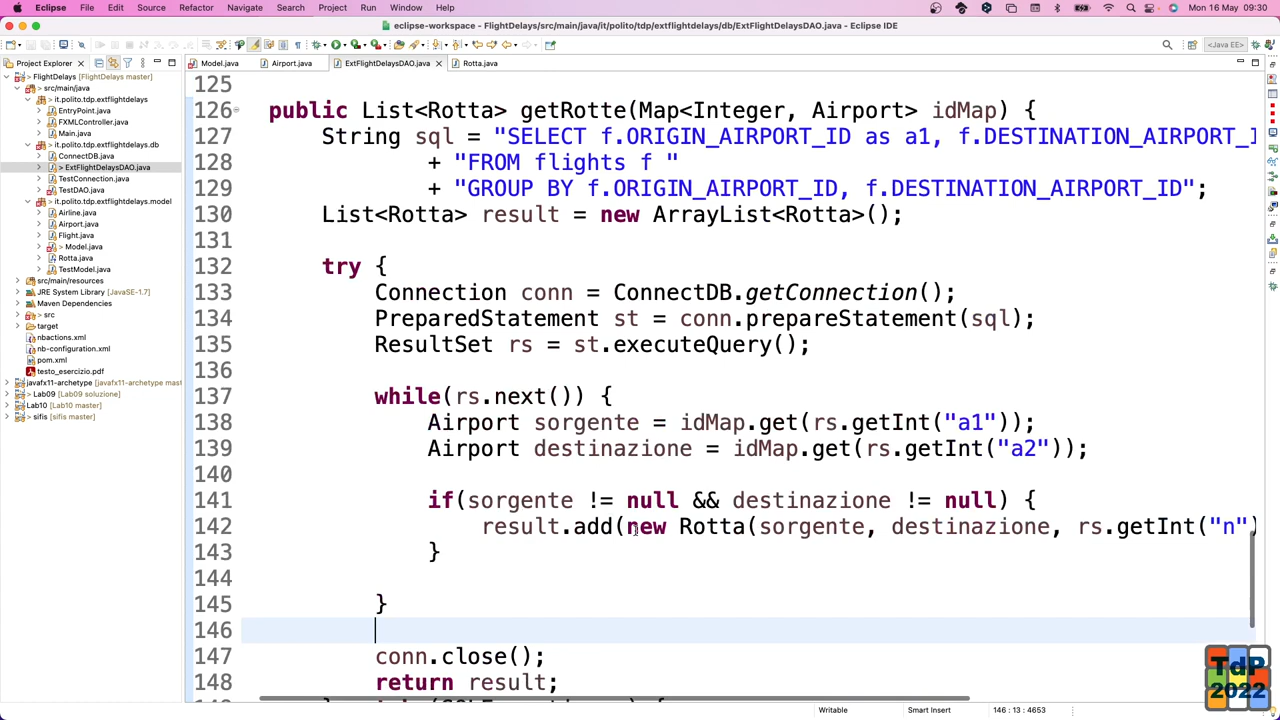 Eclipse File Edit Source Refactor Navigate Search Project Run Window Help Mon 16 May 09:30
eclipse-workspace - FlightDelays/src/main/java/it/polito/tdp/extflightdelays/db/ExtFlightDelaysDAO.java - Eclipse IDE
<Java EE>
Project Explorer
Model.java Airport.java ExtFlightDelaysDAO.java Rotta.java
FlightDelays [FlightDelays master]
src/main/java
it.polito.tdp.extflightdelays
EntryPoint.java
FXMLController.java
Main.java
it.polito.tdp.extflightdelays.db
ConnectDB.java
> ExtFlightDelaysDAO.java
TestConnection.java
TestDAO.java
it.polito.tdp.extflightdelays.model
Airline.java
Airport.java
Flight.java
> Model.java
Rotta.java
TestModel.java
src/main/resources
JRE System Library [JavaSE-1.7]
Maven Dependencies
> src
target
nbactions.xml
nb-configuration.xml
pom.xml
testo_esercizio.pdf
javafx11-archetype [javafx11-archetype mast
> Lab09 [Lab09 soluzione]
Lab10 [Lab10 master]
> sifis [sifis master]
125
126 public List<Rotta> getRotte(Map<Integer, Airport> idMap) {
127 String sql = "SELECT f.ORIGIN_AIRPORT_ID as a1, f.DESTINATION_AIRPORT_I
128 + "FROM flights f "
129 + "GROUP BY f.ORIGIN_AIRPORT_ID, f.DESTINATION_AIRPORT_ID";
130 List<Rotta> result = new ArrayList<Rotta>();
131
132 try {
133 Connection conn = ConnectDB.getConnection();
134 PreparedStatement st = conn.prepareStatement(sql);
135 ResultSet rs = st.executeQuery();
136
137 while(rs.next()) {
138 Airport sorgente = idMap.get(rs.getInt("a1"));
139 Airport destinazione = idMap.get(rs.getInt("a2"));
140
141 if(sorgente != null && destinazione != null) {
142 result.add(new Rotta(sorgente, destinazione, rs.getInt("n")
143 }
144
145 }
146
147 conn.close();
148 return result;
TdP
2022
Writable Smart Insert 146 : 13 : 4653